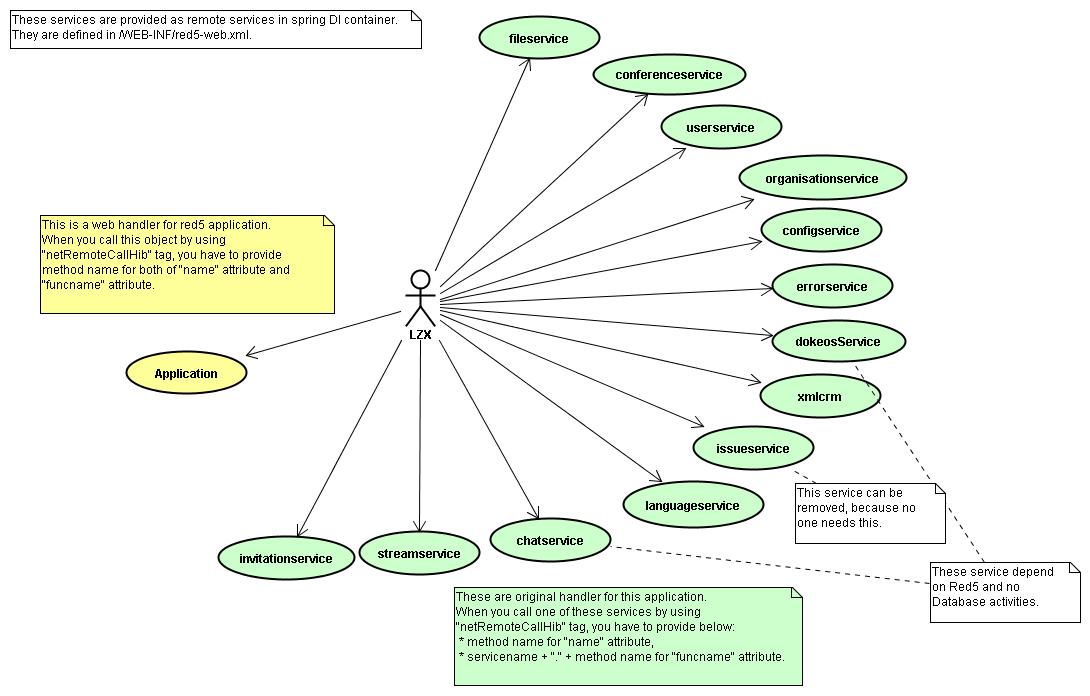 These services are provided as remote services in spring DI container.
They are defined in /WEB-INF/red5-web.xml.
fileservice
conferenceservice
userservice
organisationservice
configservice
errorservice
dokeosService
xmlcrm
issueservice
languageservice
chatservice
streamservice
invitationservice
LZX
This is a web handler for red5 application.
When you call this object by using
"netRemoteCallHib" tag, you have to provide
method name for both of "name" attribute and
"funcname" attribute.
Application
This service can be
removed, because no
one needs this.
These service depend
on Red5 and no
Database activities.
These are original handler for this application.
When you call one of these services by using
"netRemoteCallHib" tag, you have to provide below:
* method name for "name" attribute,
* servicename + "." + method name for "funcname" attribute.